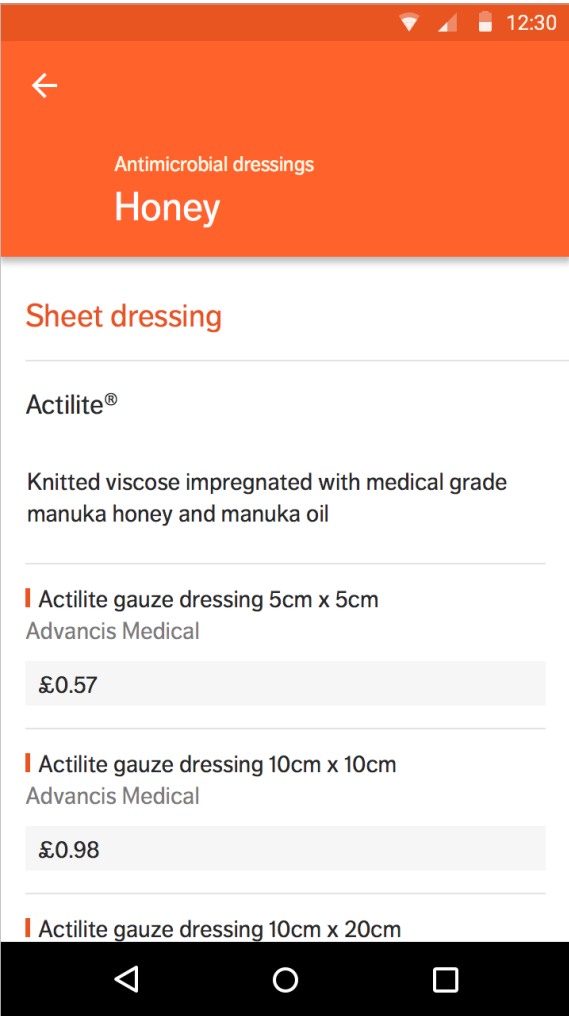 12:30
Antimicrobial dressings
Honey
Sheet dressing
Actilite®
Knitted viscose impregnated with medical grade
manuka honey and manuka oil
Actilite gauze dressing 5cm x 5cm
Advancis Medical
£0.57
Actilite gauze dressing 10cm x 10cm
Advancis Medical
£0.98
Actilite gauze dressing 10cm x 20cm